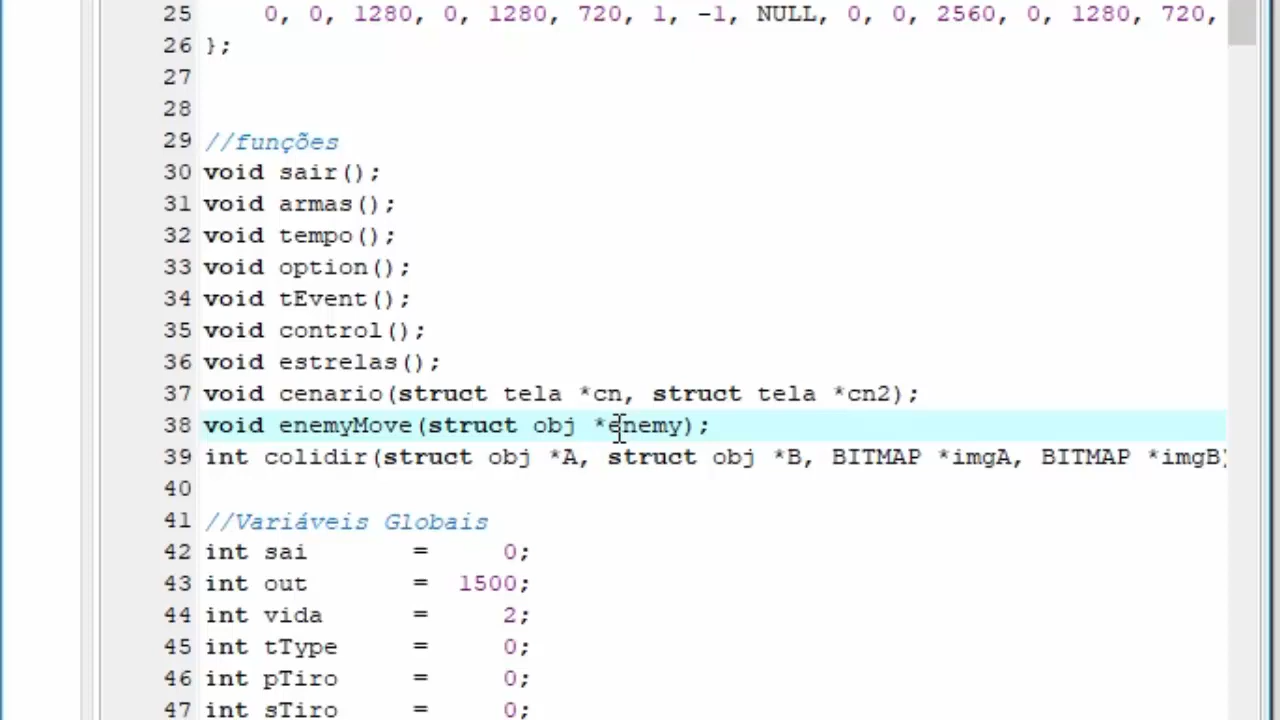 25 0, 0, 1280, 0, 1280, 720, 1, -1, NULL, 0, 0, 2560, 0, 1280, 720,
26 };
27
28
29 //funções
30 void sair();
31 void armas();
32 void tempo();
33 void option();
34 void tEvent();
35 void control();
36 void estrelas();
37 void cenario(struct tela *cn, struct tela *cn2);
38 void enemyMove(struct obj *enemy);
39 int colidir(struct obj *A, struct obj *B, BITMAP *imgA, BITMAP *imgB)
40
41 //Variáveis Globais
42 int sai = 0;
43 int out = 1500;
44 int vida = 2;
45 int tType = 0;
46 int pTiro = 0;
47 int sTiro = 0;